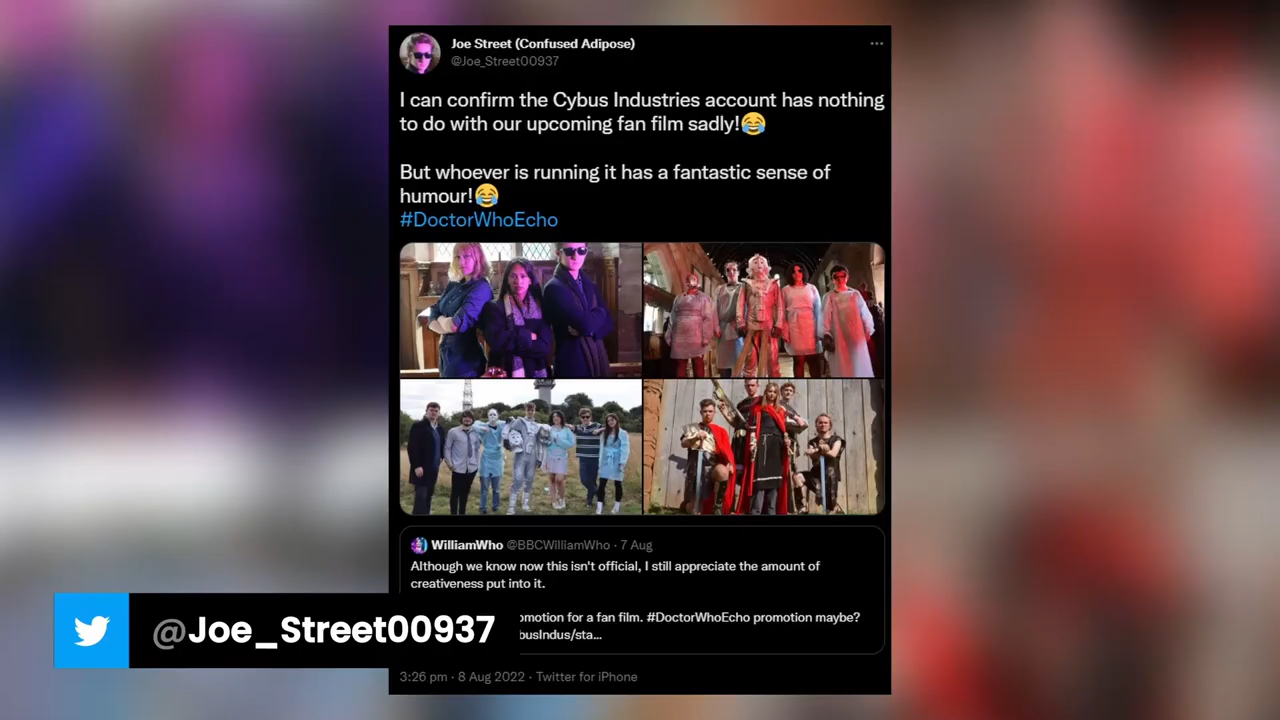 Joe Street (Confused Adipose)
@Joe_Street00937
I can confirm the Cybus Industries account has nothing
to do with our upcoming fan film sadly!😂
But whoever is running it has a fantastic sense of
humour!😂
#DoctorWhoEcho
WilliamWho @BBCWilliamWho · 7 Aug
Although we know now this isn't official, I still appreciate the amount of
creativeness put into it.
for a fan film. #DoctorWhoEcho promotion maybe?
@Joe_Street00937
3:26 pm · 8 Aug 2022 · Twitter for iPhone